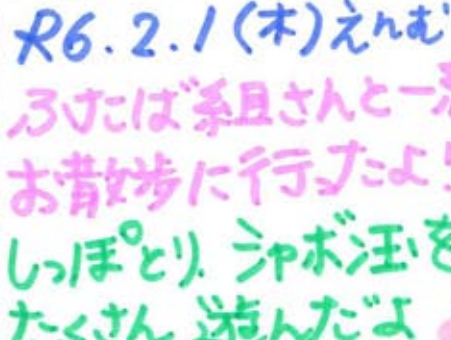 R6.2.1(木)えんむ
ふたば組さんと一
お散歩に行ったよ!
しっぽとり、シャボン玉を
たくさん遊んだよ